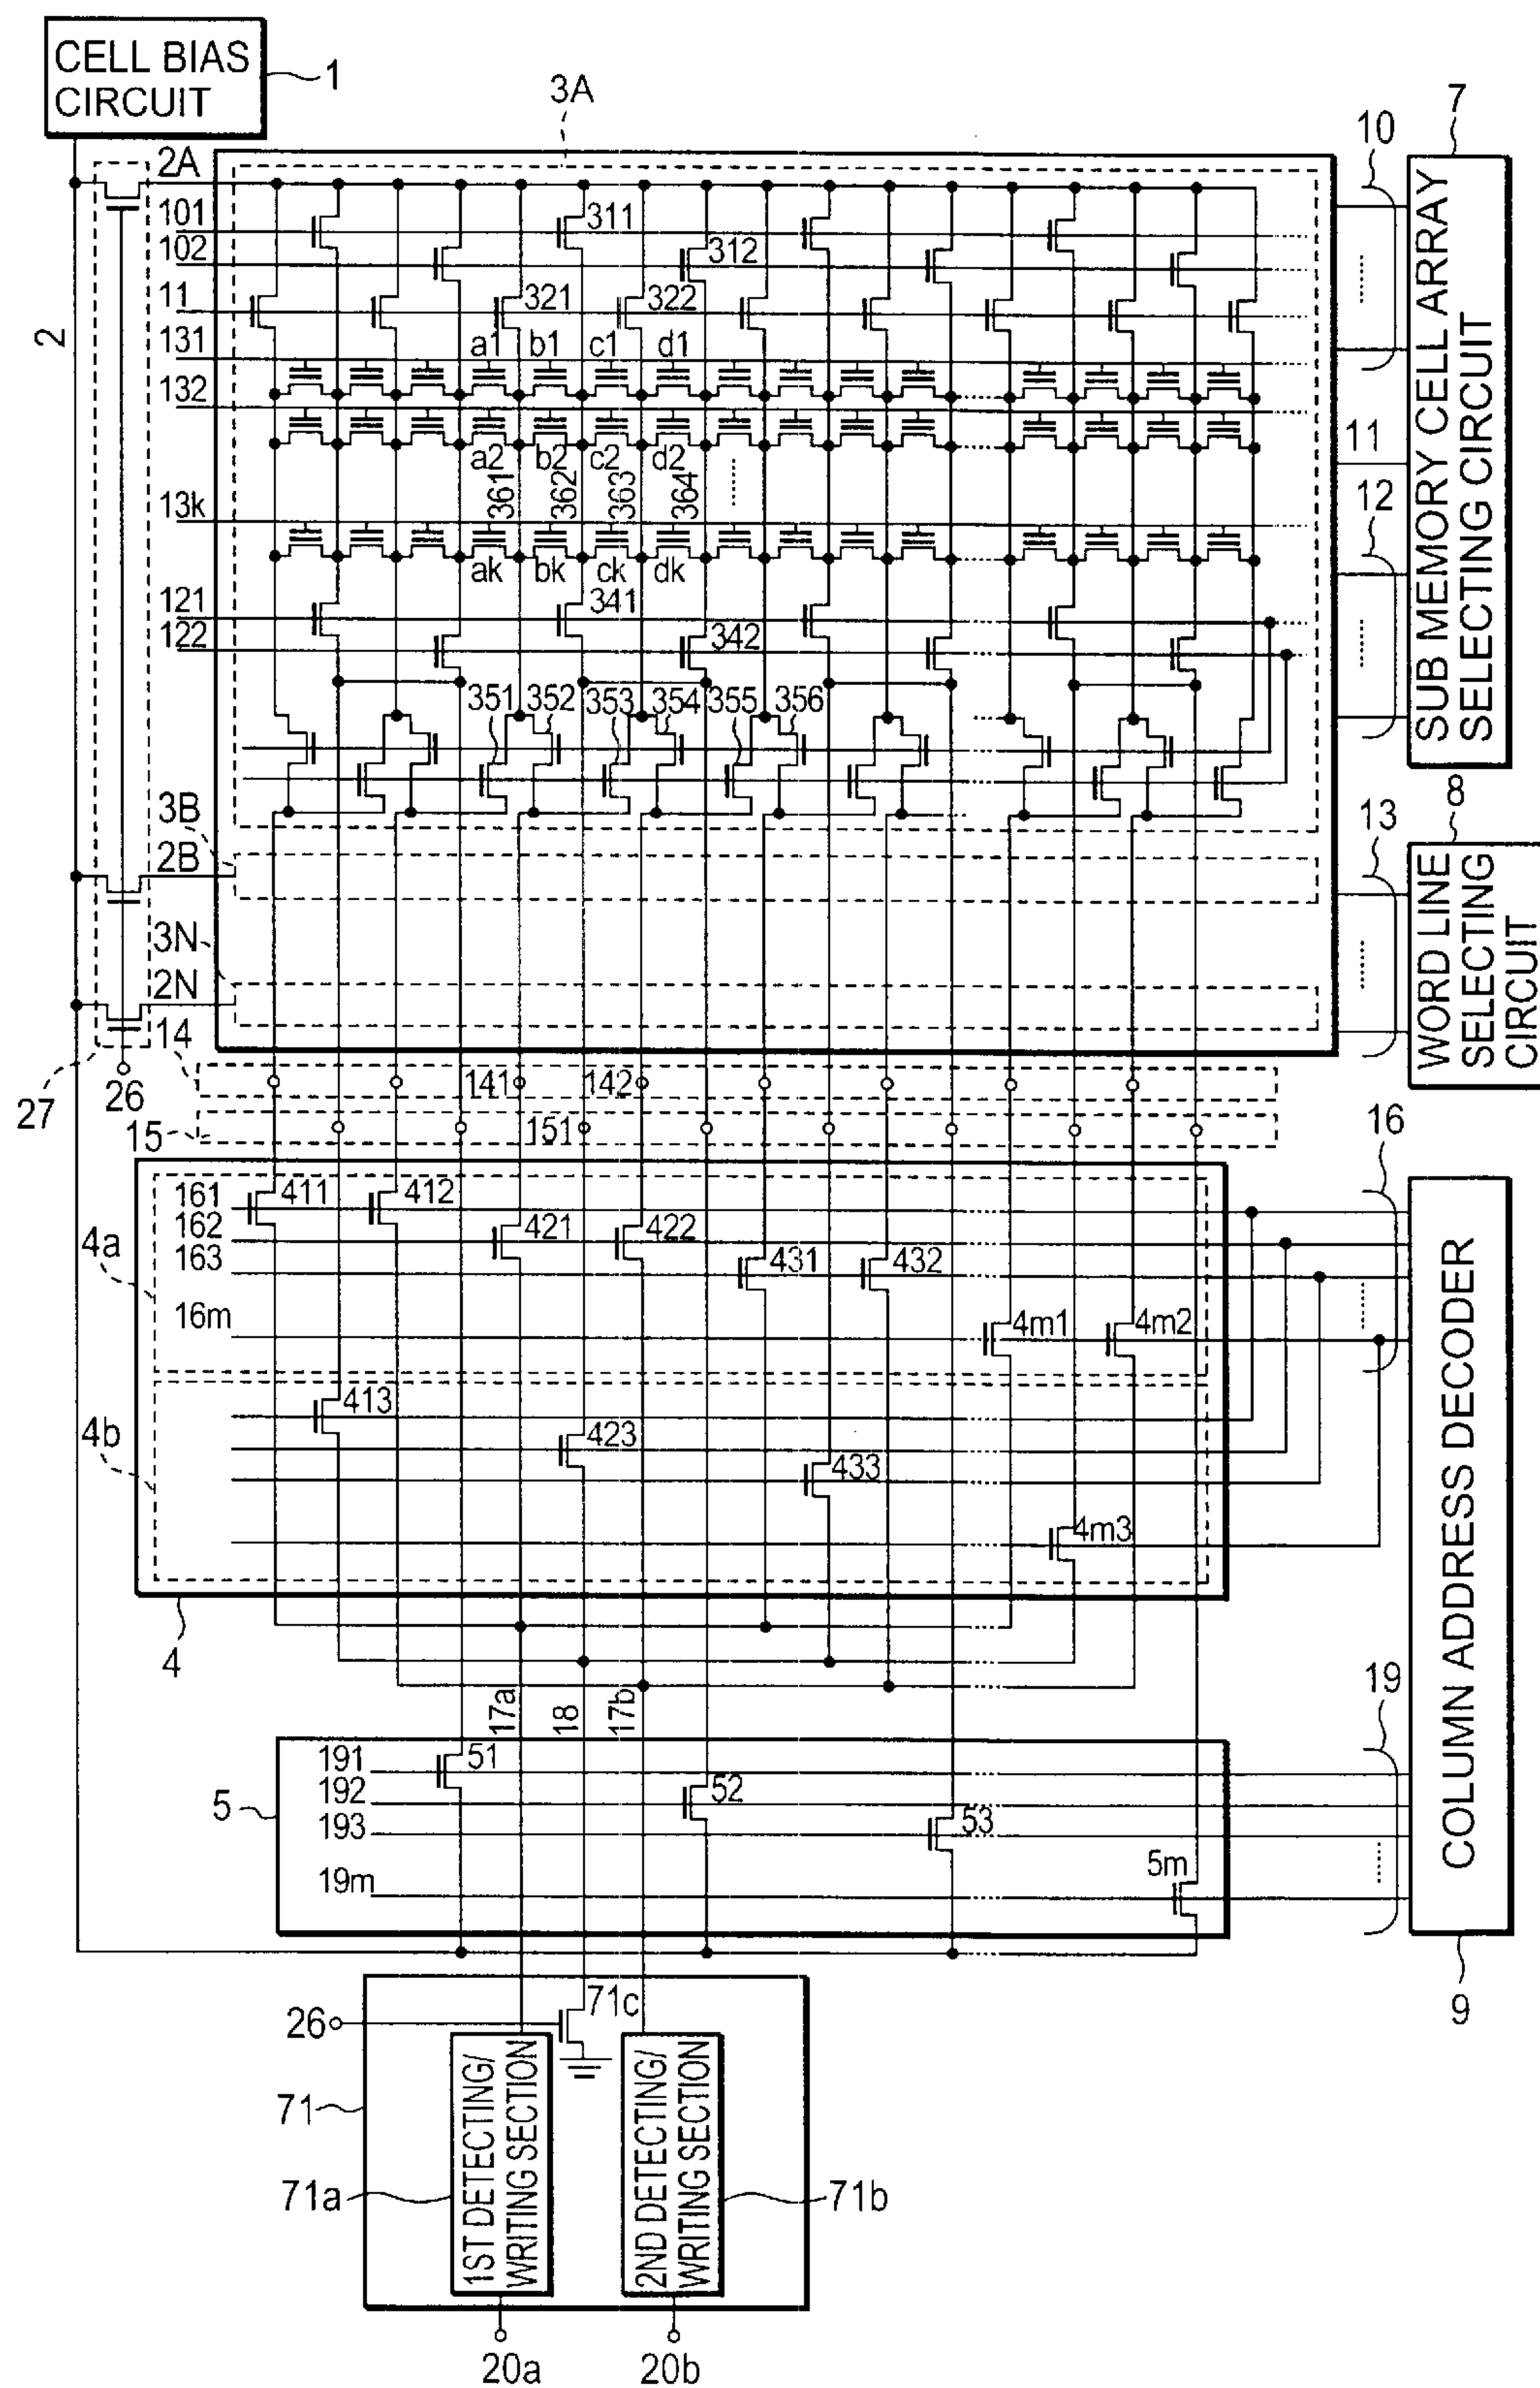 CELL BIAS
CIRCUIT
1
3A
7
10
2A
101
311
102
312
11
321
322
2
131
a1 b1 c1 d1
132
a2 b2 c2 d2
11
361
362
363
364
12
13k
ak bk ck dk
121
341
122
342
351
352
353
354
355
356
SUB MEMORY CELL ARRAY
SELECTING CIRCUIT
8
3B
2B
13
3N
2N
WORD LINE
SELECTING
CIRCUIT
14
27
26
141
142
15
151
16
161
411
412
162
421
422
4a
163
431
432
16m
4m1
4m2
413
4b
423
433
4m3
4
COLUMN ADDRESS DECODER
17a
18
17b
19
191
51
192
52
5
193
53
19m
5m
9
26
71c
71
1ST DETECTING/
WRITING SECTION
2ND DETECTING/
WRITING SECTION
71a
71b
20a
20b